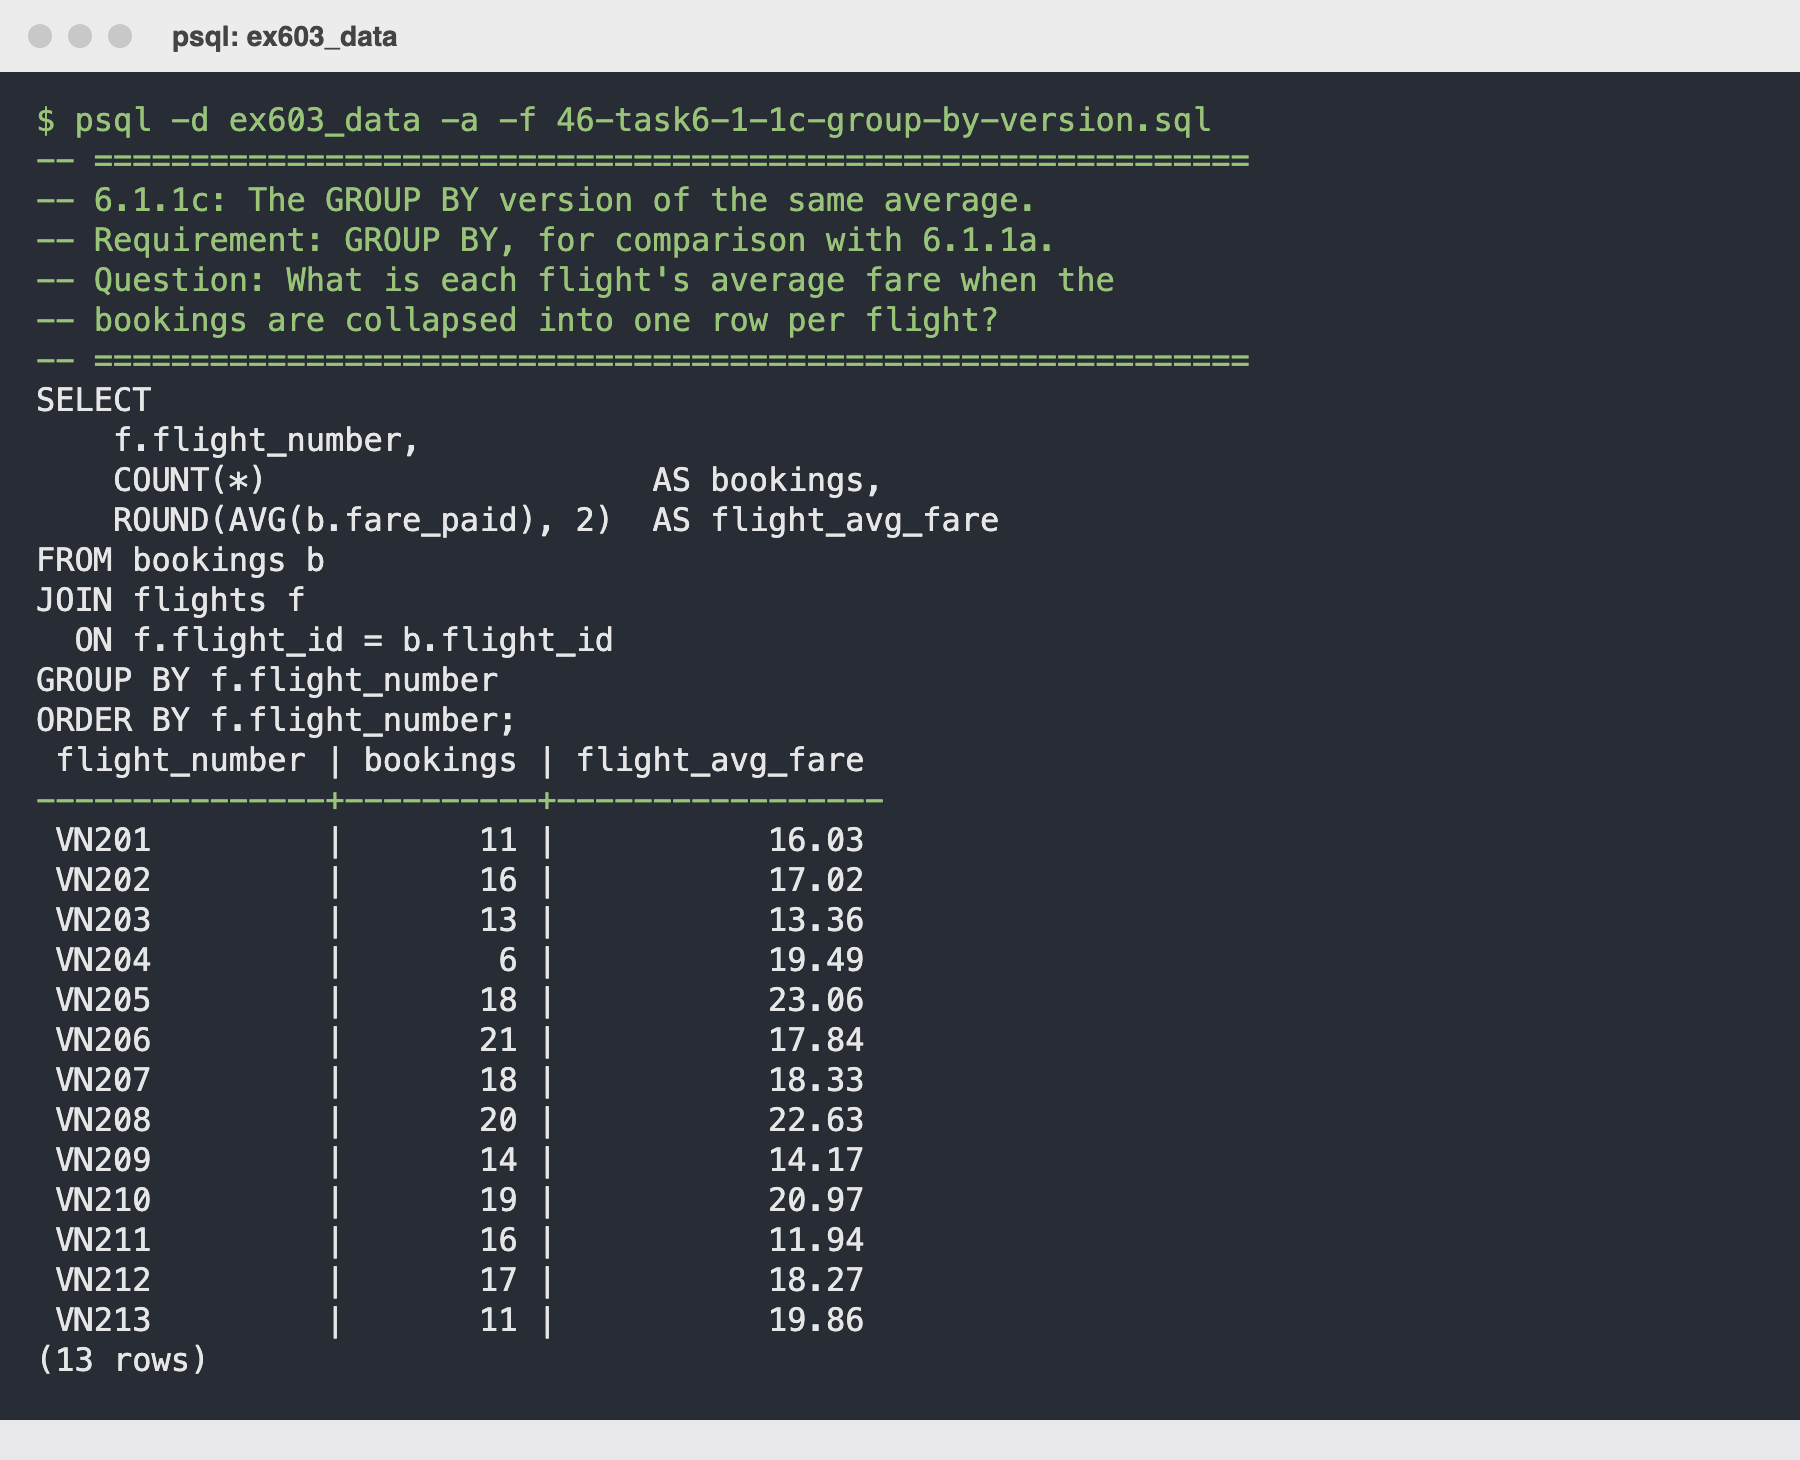 psql: ex603_data
$ psql -d ex603_data -a -f 46-task6-1-1c-group-by-version.sql
-- ============================================================
-- 6.1.1c: The GROUP BY version of the same average.
-- Requirement: GROUP BY, for comparison with 6.1.1a.
-- Question: What is each flight's average fare when the
-- bookings are collapsed into one row per flight?
-- ============================================================
SELECT
    f.flight_number,
    COUNT(*)                    AS bookings,
    ROUND(AVG(b.fare_paid), 2)  AS flight_avg_fare
FROM bookings b
JOIN flights f
  ON f.flight_id = b.flight_id
GROUP BY f.flight_number
ORDER BY f.flight_number;
 flight_number | bookings | flight_avg_fare
---------------+----------+-----------------
 VN201         |       11 |           16.03
 VN202         |       16 |           17.02
 VN203         |       13 |           13.36
 VN204         |        6 |           19.49
 VN205         |       18 |           23.06
 VN206         |       21 |           17.84
 VN207         |       18 |           18.33
 VN208         |       20 |           22.63
 VN209         |       14 |           14.17
 VN210         |       19 |           20.97
 VN211         |       16 |           11.94
 VN212         |       17 |           18.27
 VN213         |       11 |           19.86
(13 rows)